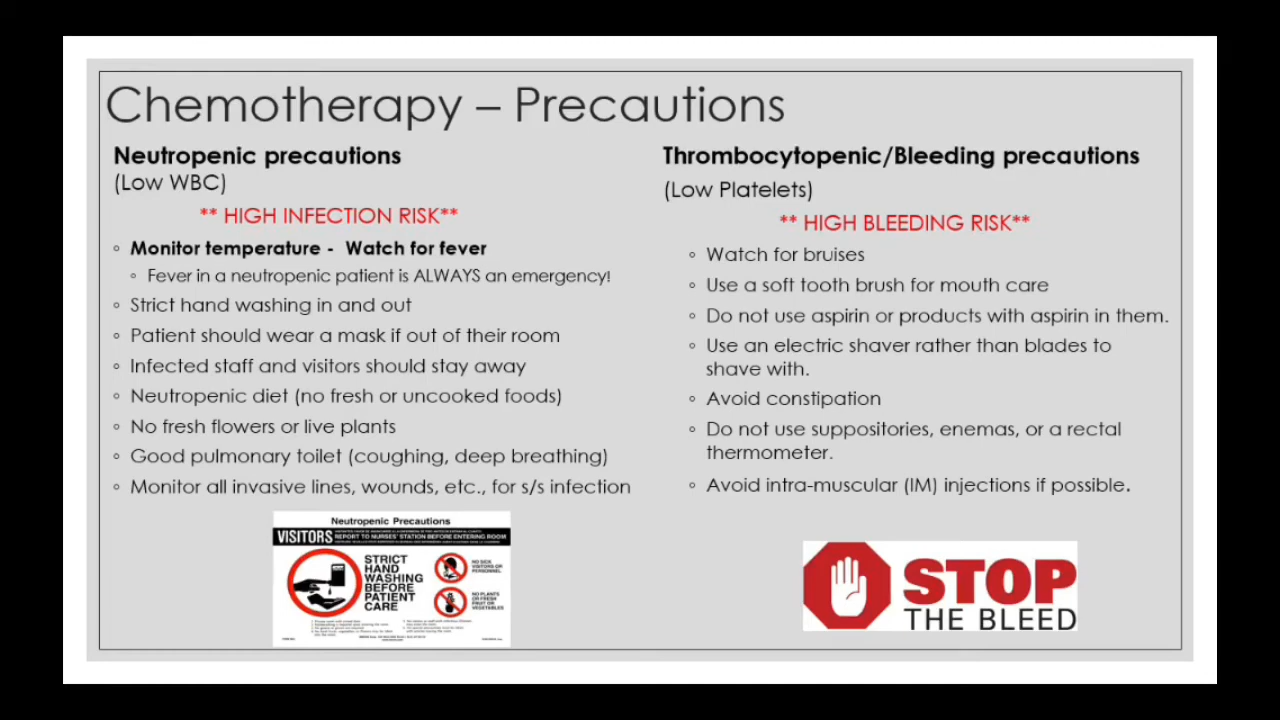 Chemotherapy – Precautions
Neutropenic precautions
(Low WBC)
** HIGH INFECTION RISK**
◦ Monitor temperature - Watch for fever
◦ Fever in a neutropenic patient is ALWAYS an emergency!
◦ Strict hand washing in and out
◦ Patient should wear a mask if out of their room
◦ Infected staff and visitors should stay away
◦ Neutropenic diet (no fresh or uncooked foods)
◦ No fresh flowers or live plants
◦ Good pulmonary toilet (coughing, deep breathing)
◦ Monitor all invasive lines, wounds, etc., for s/s infection
Neutropenic Precautions
VISITORS
REPORT TO NURSES' STATION BEFORE ENTERING ROOM
STRICT
HAND
WASHING
BEFORE
PATIENT
CARE
NO SICK
VISITORS OR
PERSONNEL
NO PLANTS
OR FRESH
FRUIT OR
VEGETABLES
Thrombocytopenic/Bleeding precautions
(Low Platelets)
** HIGH BLEEDING RISK**
◦ Watch for bruises
◦ Use a soft tooth brush for mouth care
◦ Do not use aspirin or products with aspirin in them.
◦ Use an electric shaver rather than blades to
shave with.
◦ Avoid constipation
◦ Do not use suppositories, enemas, or a rectal
thermometer.
◦ Avoid intra-muscular (IM) injections if possible.
STOP
THE BLEED